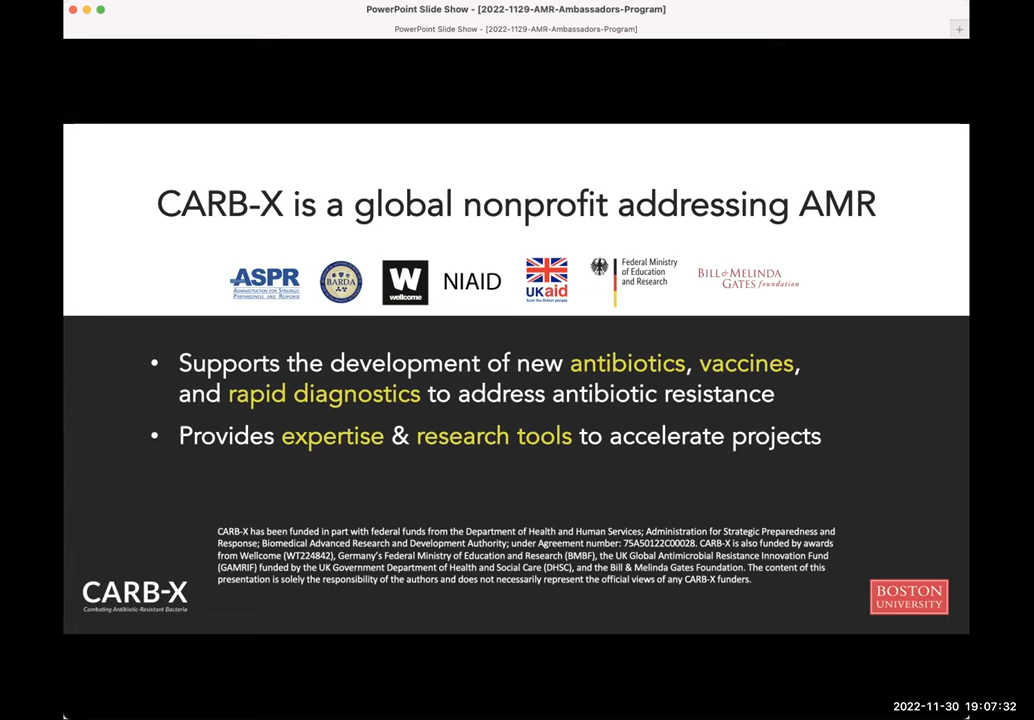 PowerPoint Slide Show - [2022-1129-AMR-Ambassadors-Program]
PowerPoint Slide Show - [2022-1129-AMR-Ambassadors-Program]
+
CARB-X is a global nonprofit addressing AMR
ASPR
ADMINISTRATION FOR STRATEGIC
PREPAREDNESS AND RESPONSE
BARDA
W
wellcome
NIAID
UKaid
from the British people
Federal Ministry
of Education
and Research
BILL & MELINDA
GATES foundation
• Supports the development of new antibiotics, vaccines,
and rapid diagnostics to address antibiotic resistance
• Provides expertise & research tools to accelerate projects
CARB-X has been funded in part with federal funds from the Department of Health and Human Services; Administration for Strategic Preparedness and
Response; Biomedical Advanced Research and Development Authority; under Agreement number: 75A50122C00028. CARB-X is also funded by awards
from Wellcome (WT224842), Germany's Federal Ministry of Education and Research (BMBF), the UK Global Antimicrobial Resistance Innovation Fund
(GAMRIF) funded by the UK Government Department of Health and Social Care (DHSC), and the Bill & Melinda Gates Foundation. The content of this
presentation is solely the responsibility of the authors and does not necessarily represent the official views of any CARB-X funders.
CARB-X
Combating Antibiotic-Resistant Bacteria
BOSTON
UNIVERSITY
2022-11-30 19:07:32